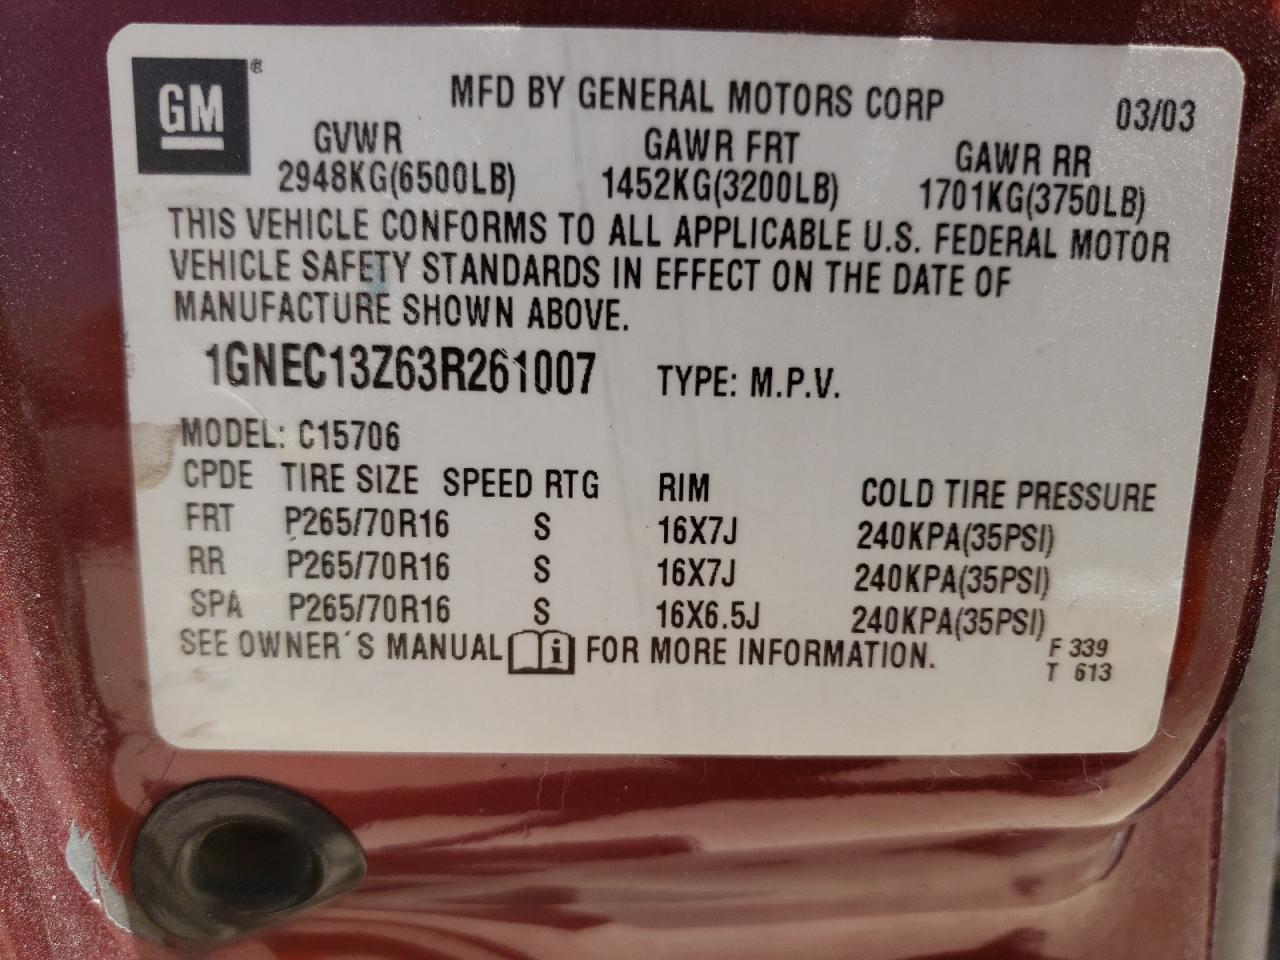 GM® MFD BY GENERAL MOTORS CORP 03/03
GVWR GAWR FRT GAWR RR
2948KG(6500LB) 1452KG(3200LB) 1701KG(3750LB)
THIS VEHICLE CONFORMS TO ALL APPLICABLE U.S. FEDERAL MOTOR
VEHICLE SAFETY STANDARDS IN EFFECT ON THE DATE OF
MANUFACTURE SHOWN ABOVE.
1GNEC13Z63R261007 TYPE: M.P.V.
MODEL: C15706
CPDE TIRE SIZE SPEED RTG RIM COLD TIRE PRESSURE
FRT P265/70R16 S 16X7J 240KPA(35PSI)
RR P265/70R16 S 16X7J 240KPA(35PSI)
SPA P265/70R16 S 16X6.5J 240KPA(35PSI)
SEE OWNER´S MANUAL i FOR MORE INFORMATION. F 339
T 613